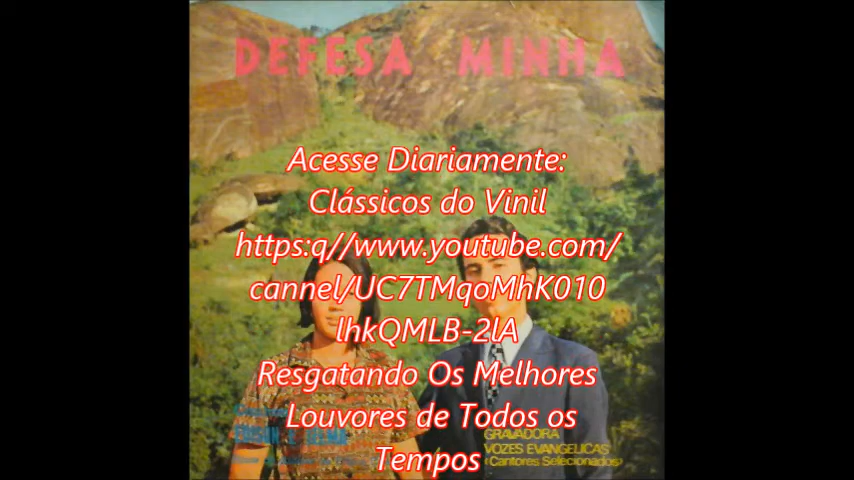 DEFESA MINHA
Acesse Diariamente:
Clássicos do Vinil
https:q//www.youtube.com/
cannel/UC7TMqoMhK010
lhkQMLB-2lA
Resgatando Os Melhores
Louvores de Todos os
Tempos
GRAVADORA
VOZES EVANGELICAS
«Cantores Selecionados»